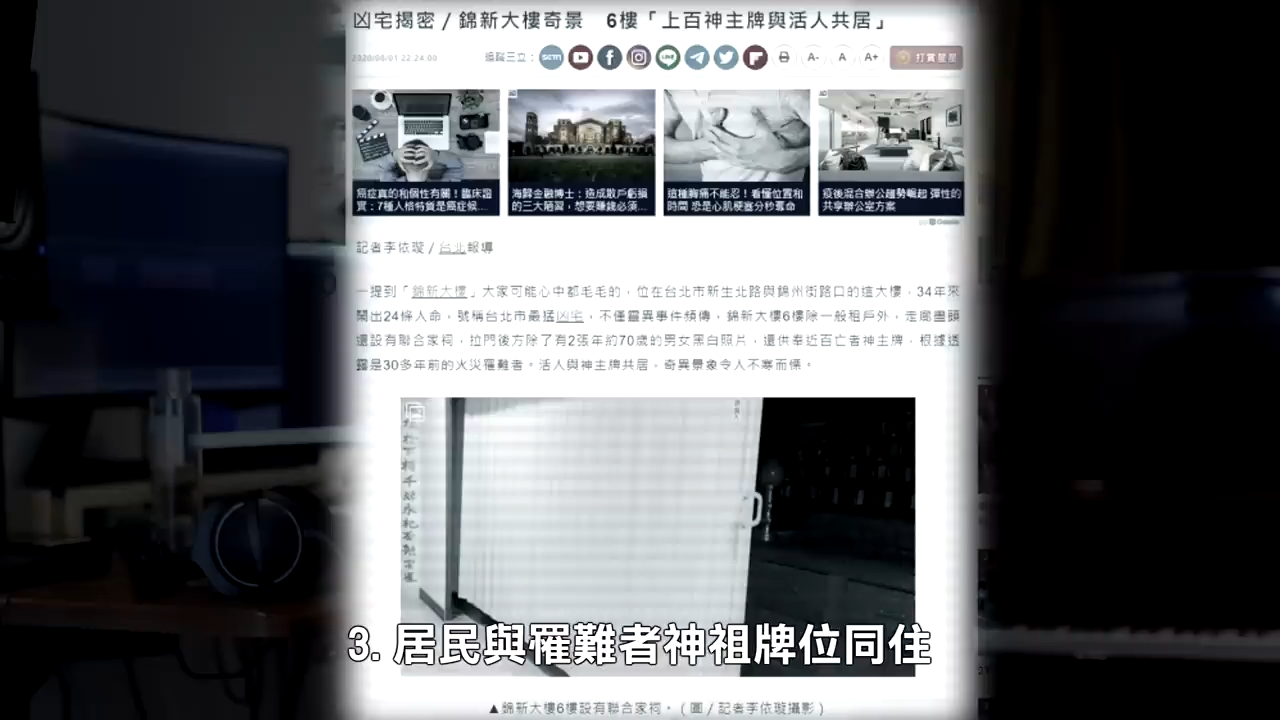 凶宅揭密/錦新大樓奇景 6樓「上百神主牌與活人共居」
2020/08/01 22:24:00
追蹤三立：
SETN
LINE
A-
A
A+
打賞星星
癌症真的和個性有關！臨床證
實：7種人格特質是癌症候...
海歸金融博士：造成散戶虧損
的三大陋習，想要賺錢必須...
這種胸痛不能忍！看懂位置和
時間 恐是心肌梗塞分秒奪命
疫後混合辦公趨勢崛起 彈性的
共享辦公室方案
記者李依璇/台北報導
一提到「錦新大樓」大家可能心中都毛毛的，位在台北市新生北路與錦州街路口的這大樓，34年來
鬧出24條人命，號稱台北市最猛凶宅，不僅靈異事件頻傳，錦新大樓6樓除一般租戶外，走廊盡頭
還設有聯合家祠，拉門後方除了有2張年約70歲的男女黑白照片，還供奉近百亡者神主牌，根據透
露是30多年前的火災罹難者。活人與神主牌共居，奇異景象令人不寒而慄。
3. 居民與罹難者神祖牌位同住
▲錦新大樓6樓設有聯合家祠。（圖/記者李依璇攝影）